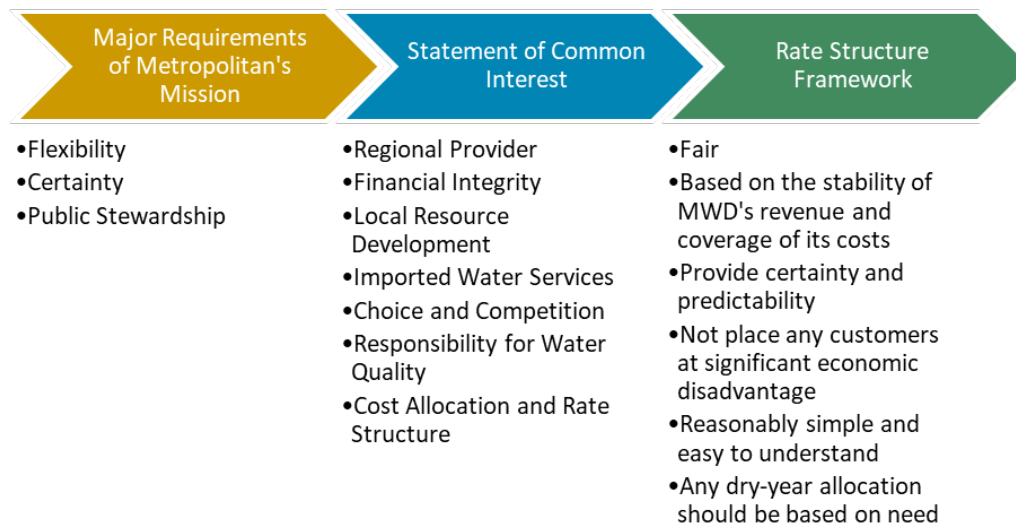 Major Requirements
of Metropolitan's
Mission
•Flexibility
•Certainty
•Public Stewardship
Statement of Common
Interest
•Regional Provider
•Financial Integrity
•Local Resource
Development
•Imported Water Services
•Choice and Competition
•Responsibility for Water
Quality
•Cost Allocation and Rate
Structure
Rate Structure
Framework
•Fair
•Based on the stability of
MWD's revenue and
coverage of its costs
•Provide certainty and
predictability
•Not place any customers
at significant economic
disadvantage
•Reasonably simple and
easy to understand
•Any dry-year allocation
should be based on need